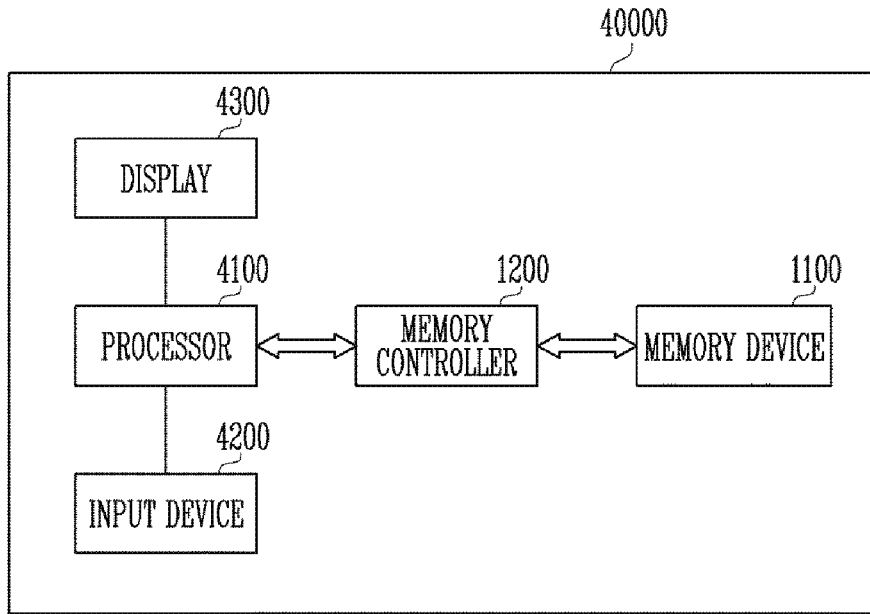 40000
4300
DISPLAY
4100
PROCESSOR
1200
MEMORY
CONTROLLER
1100
MEMORY DEVICE
4200
INPUT DEVICE